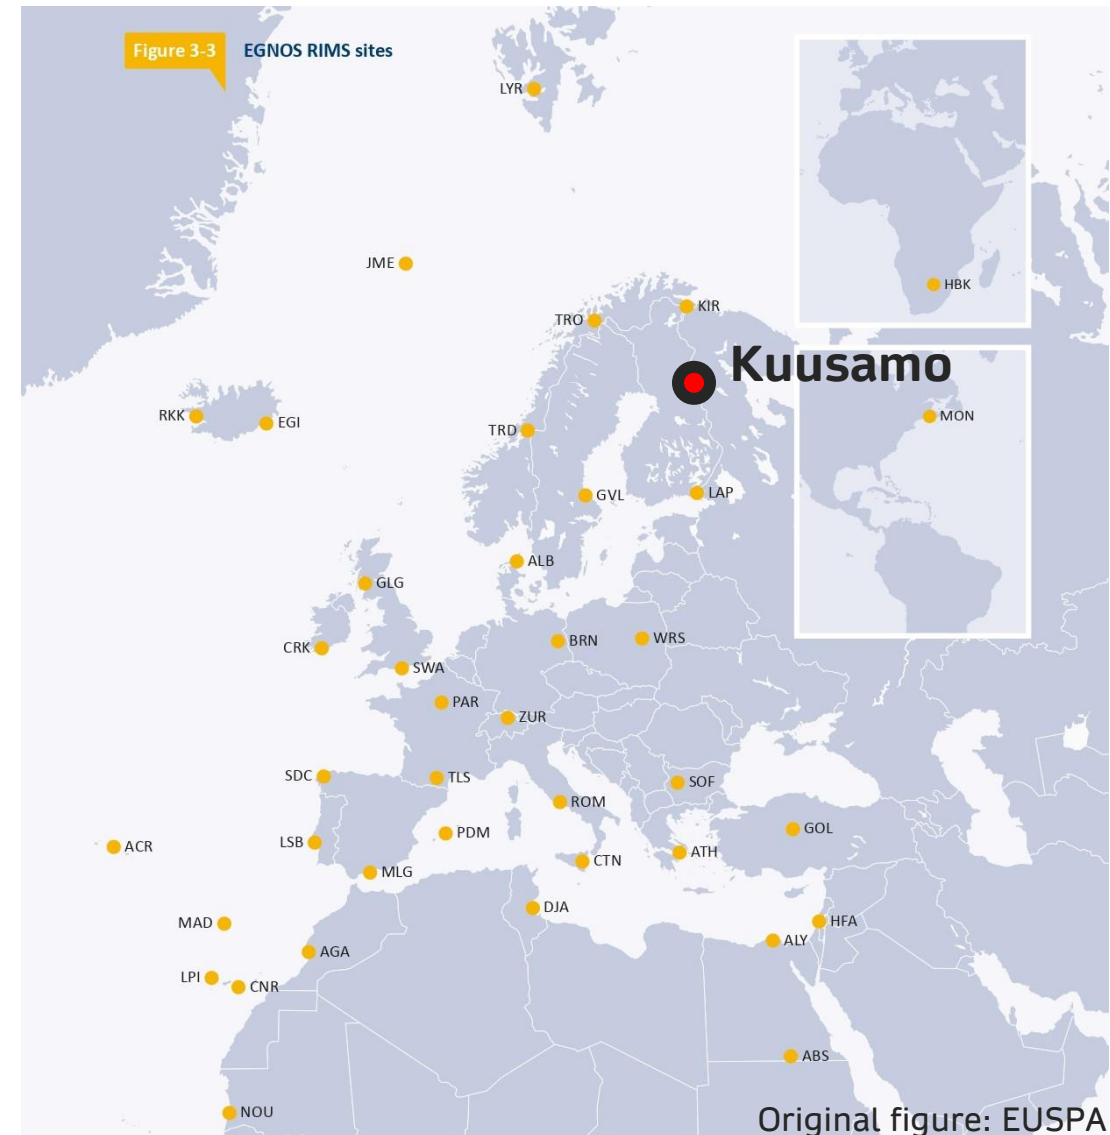 Figure 3-3 EGNOS RIMS sites
LYR
JME
HBK
KIR
TRO
Kuusamo
RKK
EGI
MON
TRD
GVL
LAP
ALB
GLG
BRN
WRS
CRK
SWA
PAR
ZUR
SDC
TLS
SOF
ROM
GOL
PDM
LSB
ACR
ATH
CTN
MLG
DJA
MAD
HFA
ALY
AGA
LPI
CNR
ABS
NOU
Original figure: EUSPA